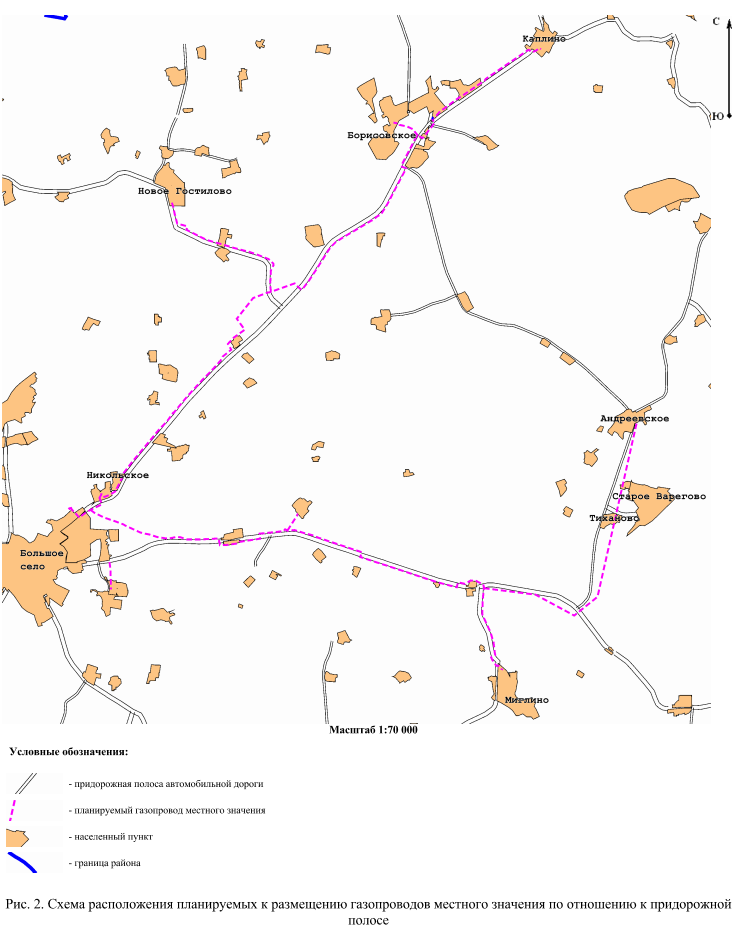 С
Каплино
Ю
Борисовское
Новое Гостилово
Андреевское
Никольское
Старое Варегово
Тиханово
Большое
село
Миглино
Масштаб 1:70 000
Условные обозначения:
- придорожная полоса автомобильной дороги
- планируемый газопровод местного значения
- населенный пункт
- граница района
Рис. 2. Схема расположения планируемых к размещению газопроводов местного значения по отношению к придорожной
полосе